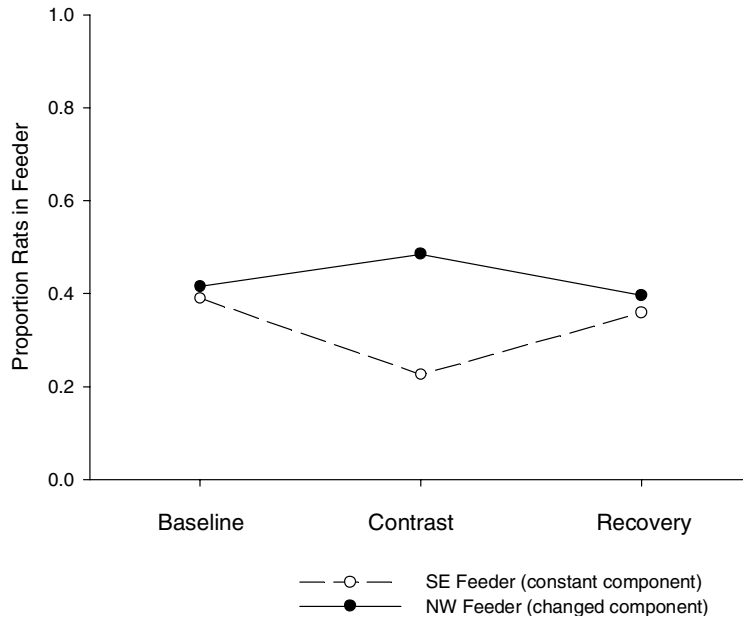 1.0
0.8
0.6
0.4
0.2
0.0
Proportion Rats in Feeder
Baseline Contrast Recovery
SE Feeder (constant component)
NW Feeder (changed component)